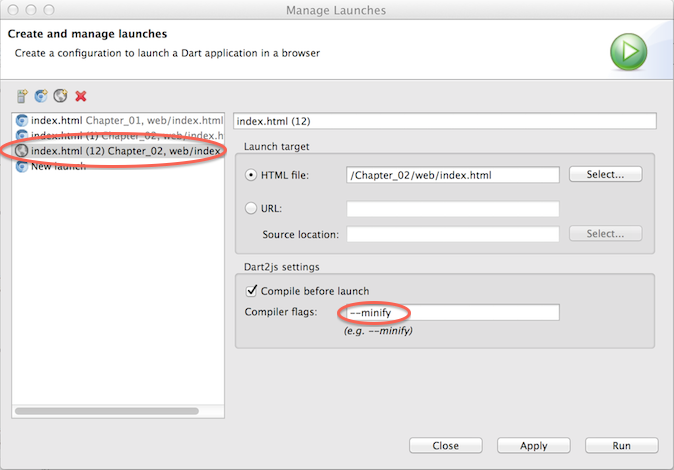 Manage Launches
Create and manage launches
Create a configuration to launch a Dart application in a browser
index.html Chapter_01, web/index.html
index.html (1) Chapter_02, web/index.h
index.html (12) Chapter_02, web/index
New launch
index.html (12)
Launch target
HTML file:
/Chapter_02/web/index.html
Select...
URL:
Source location:
Select...
Dart2js settings
Compile before launch
Compiler flags:
--minify
(e.g. --minify)
Close
Apply
Run